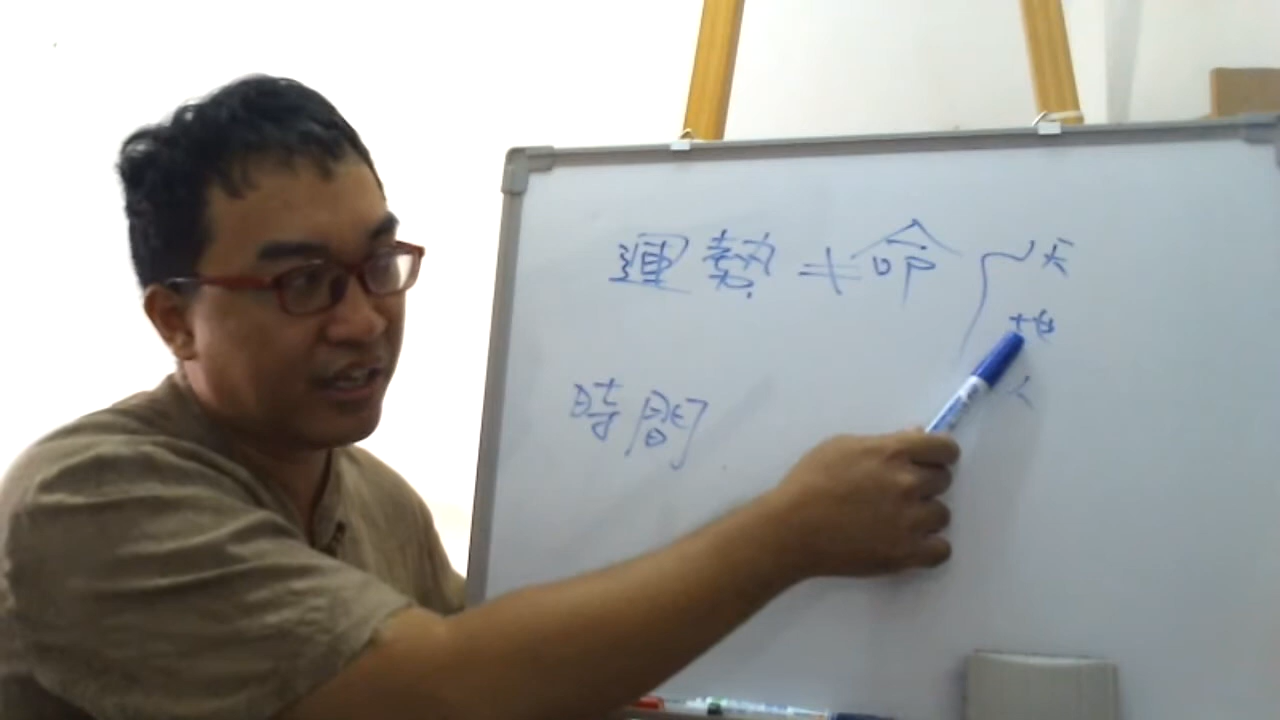 運勢+命 天
地
人
時間